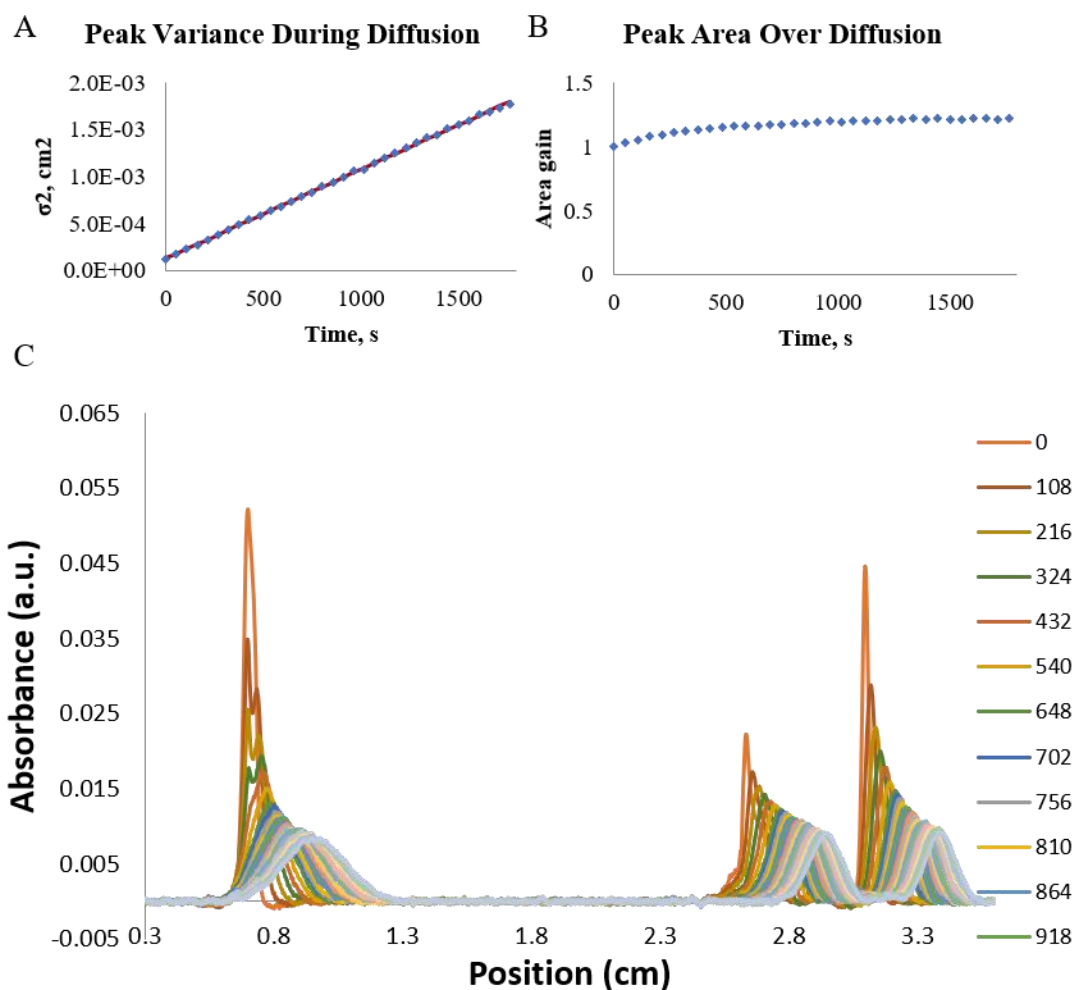 A Peak Variance During Diffusion
2.0E-03
1.5E-03
1.0E-03
5.0E-04
0.0E+00
σ2, cm2
0 500 1000 1500
Time, s
B Peak Area Over Diffusion
1.5
1
0.5
0
Area gain
0 500 1000 1500
Time, s
C
0.065
0.055
0.045
0.035
0.025
0.015
0.005
-0.005
Absorbance (a.u.)
0.3 0.8 1.3 1.8 2.3 2.8 3.3
Position (cm)
0
108
216
324
432
540
648
702
756
810
864
918